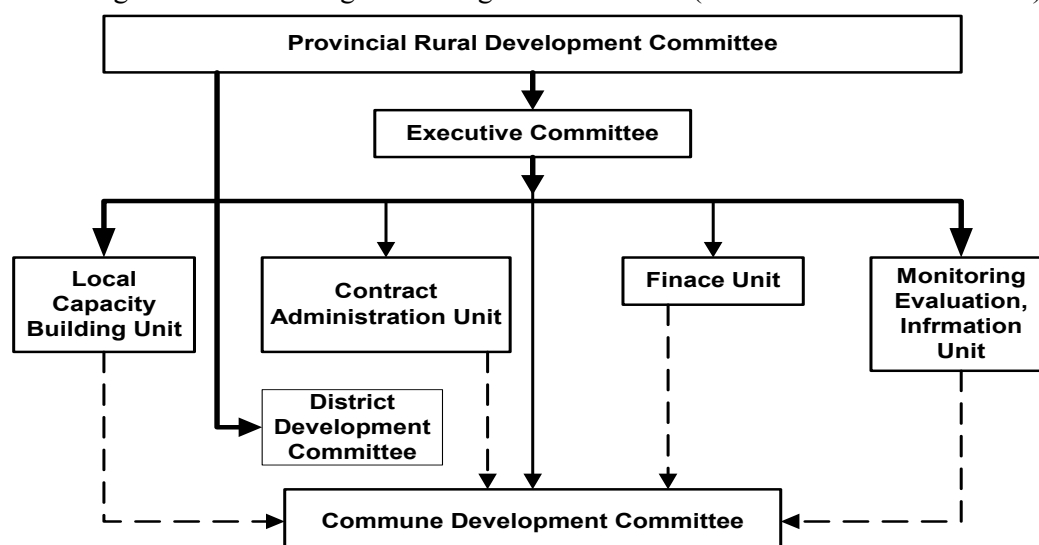 Provincial Rural Development Committee
Executive Committee
Local
Capacity
Building Unit
Contract
Administration Unit
Finace Unit
Monitoring
Evaluation,
Infrmation
Unit
District
Development
Committee
Commune Development Committee